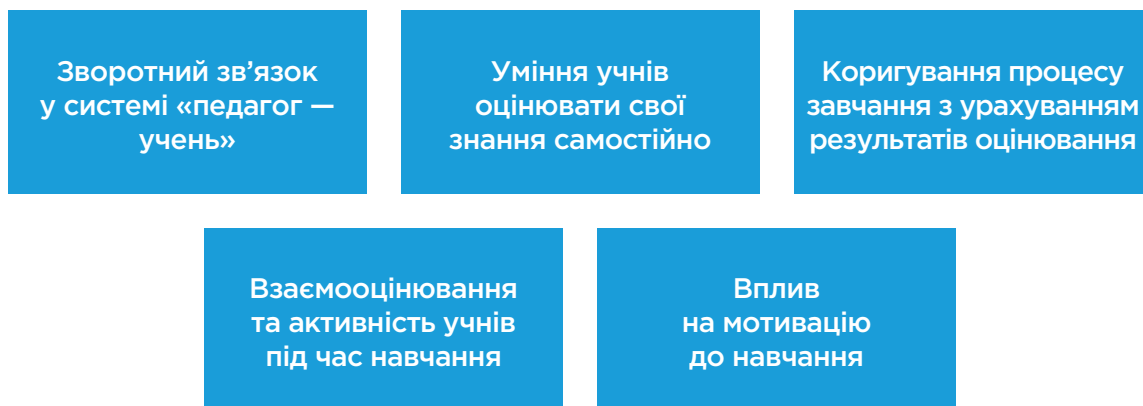 Зворотний зв’язок
у системі «педагог —
учень»
Уміння учнів
оцінювати свої
знання самостійно
Коригування процесу
завчання з урахуванням
результатів оцінювання
Взаємооцінювання
та активність учнів
під час навчання
Вплив
на мотивацію
до навчання